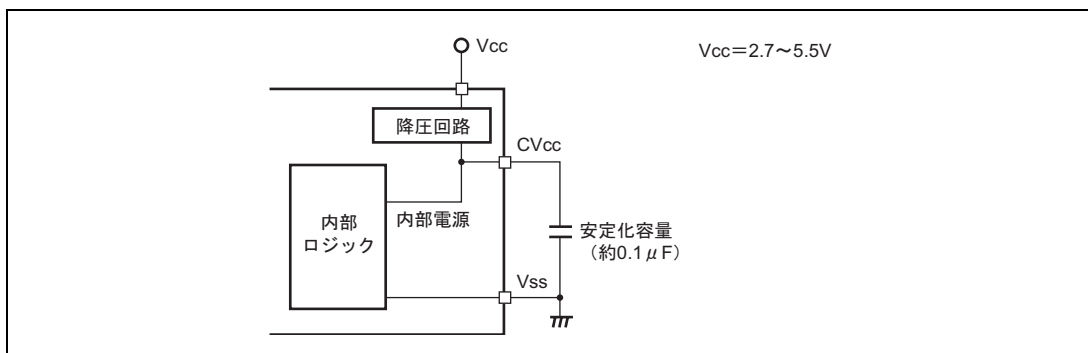 Vcc
Vcc=2.7～5.5V
降圧回路
CVcc
内部電源
内部
ロジック
安定化容量
（約0.1μF）
Vss